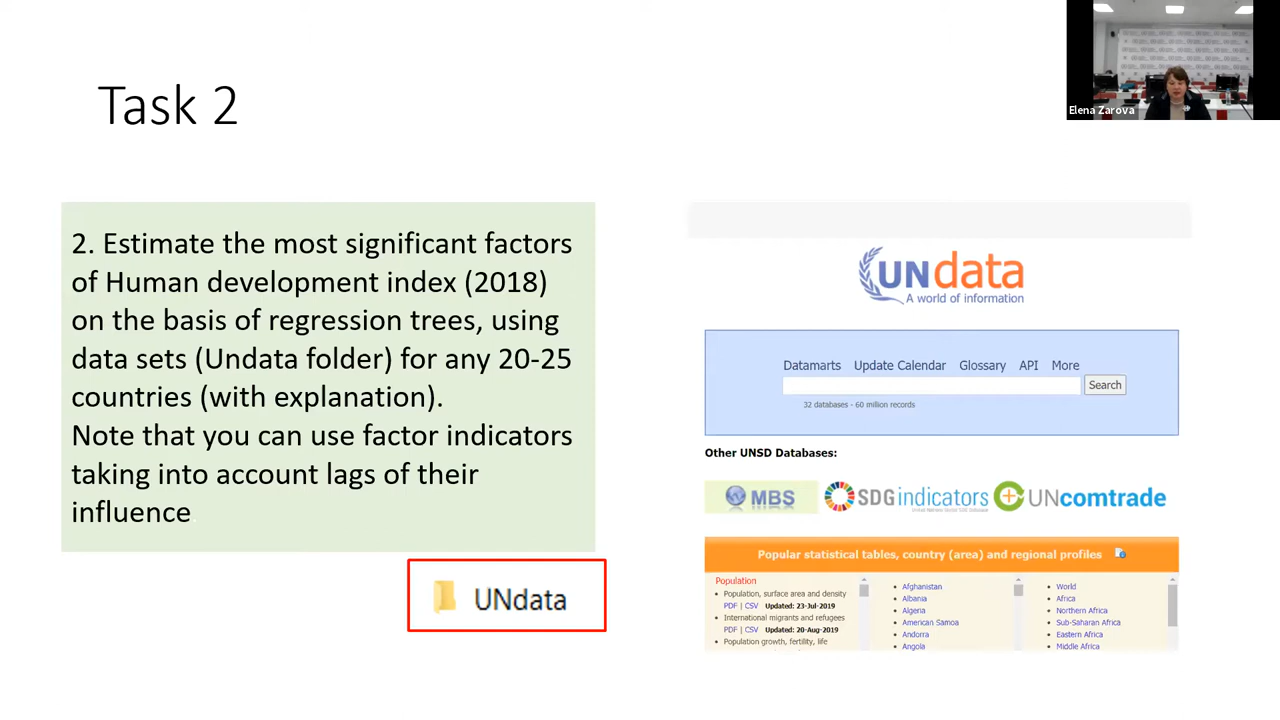 Task 2
Elena Zarova
2. Estimate the most significant factors
of Human development index (2018)
on the basis of regression trees, using
data sets (Undata folder) for any 20-25
countries (with explanation).
Note that you can use factor indicators
taking into account lags of their
influence
UNdata
UNdata
A world of information
Datamarts Update Calendar Glossary API More
Search
32 databases - 60 million records
Other UNSD Databases:
MBS SDGindicators UNcomtrade
Popular statistical tables, country (area) and regional profiles
Population
Population, surface area and density
PDF | CSV Updated: 23-Jul-2019
International migrants and refugees
PDF | CSV Updated: 20-Aug-2019
Population growth, fertility, life
Afghanistan
Albania
Algeria
American Samoa
Andorra
Angola
World
Africa
Northern Africa
Sub-Saharan Africa
Eastern Africa
Middle Africa